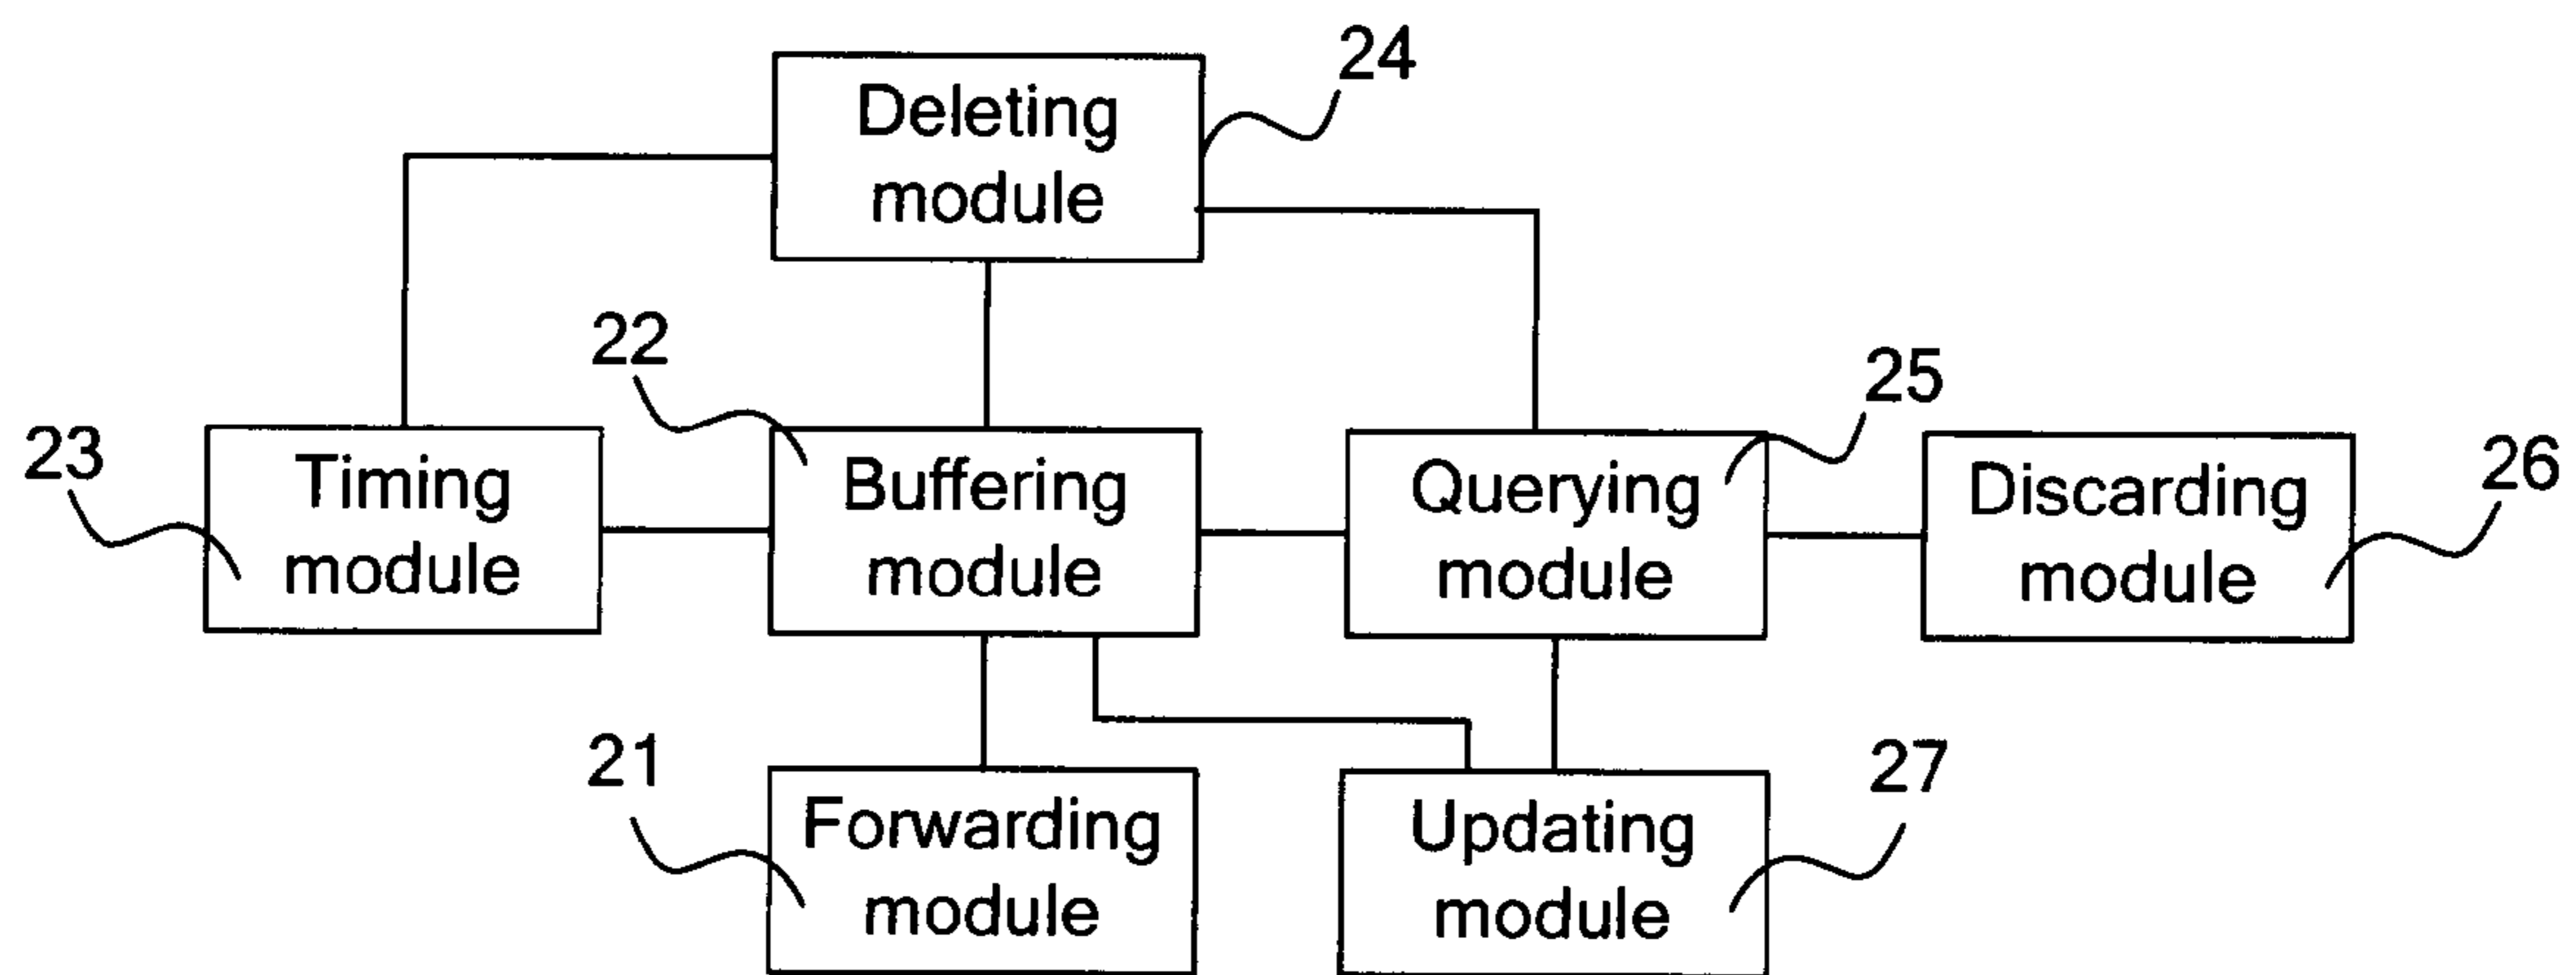 24
Deleting
module
22
25
23
Timing
module
Buffering
module
Querying
module
Discarding
module
26
21
Forwarding
module
Updating
module
27